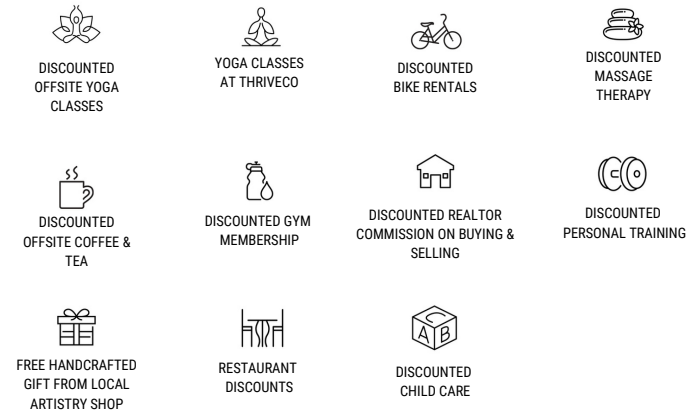 DISCOUNTED
OFFSITE YOGA
CLASSES
YOGA CLASSES
AT THRIVECO
DISCOUNTED
BIKE RENTALS
DISCOUNTED
MASSAGE
THERAPY
DISCOUNTED
OFFSITE COFFEE &
TEA
DISCOUNTED GYM
MEMBERSHIP
DISCOUNTED REALTOR
COMMISSION ON BUYING &
SELLING
DISCOUNTED
PERSONAL TRAINING
FREE HANDCRAFTED
GIFT FROM LOCAL
ARTISTRY SHOP
RESTAURANT
DISCOUNTS
A B C
DISCOUNTED
CHILD CARE